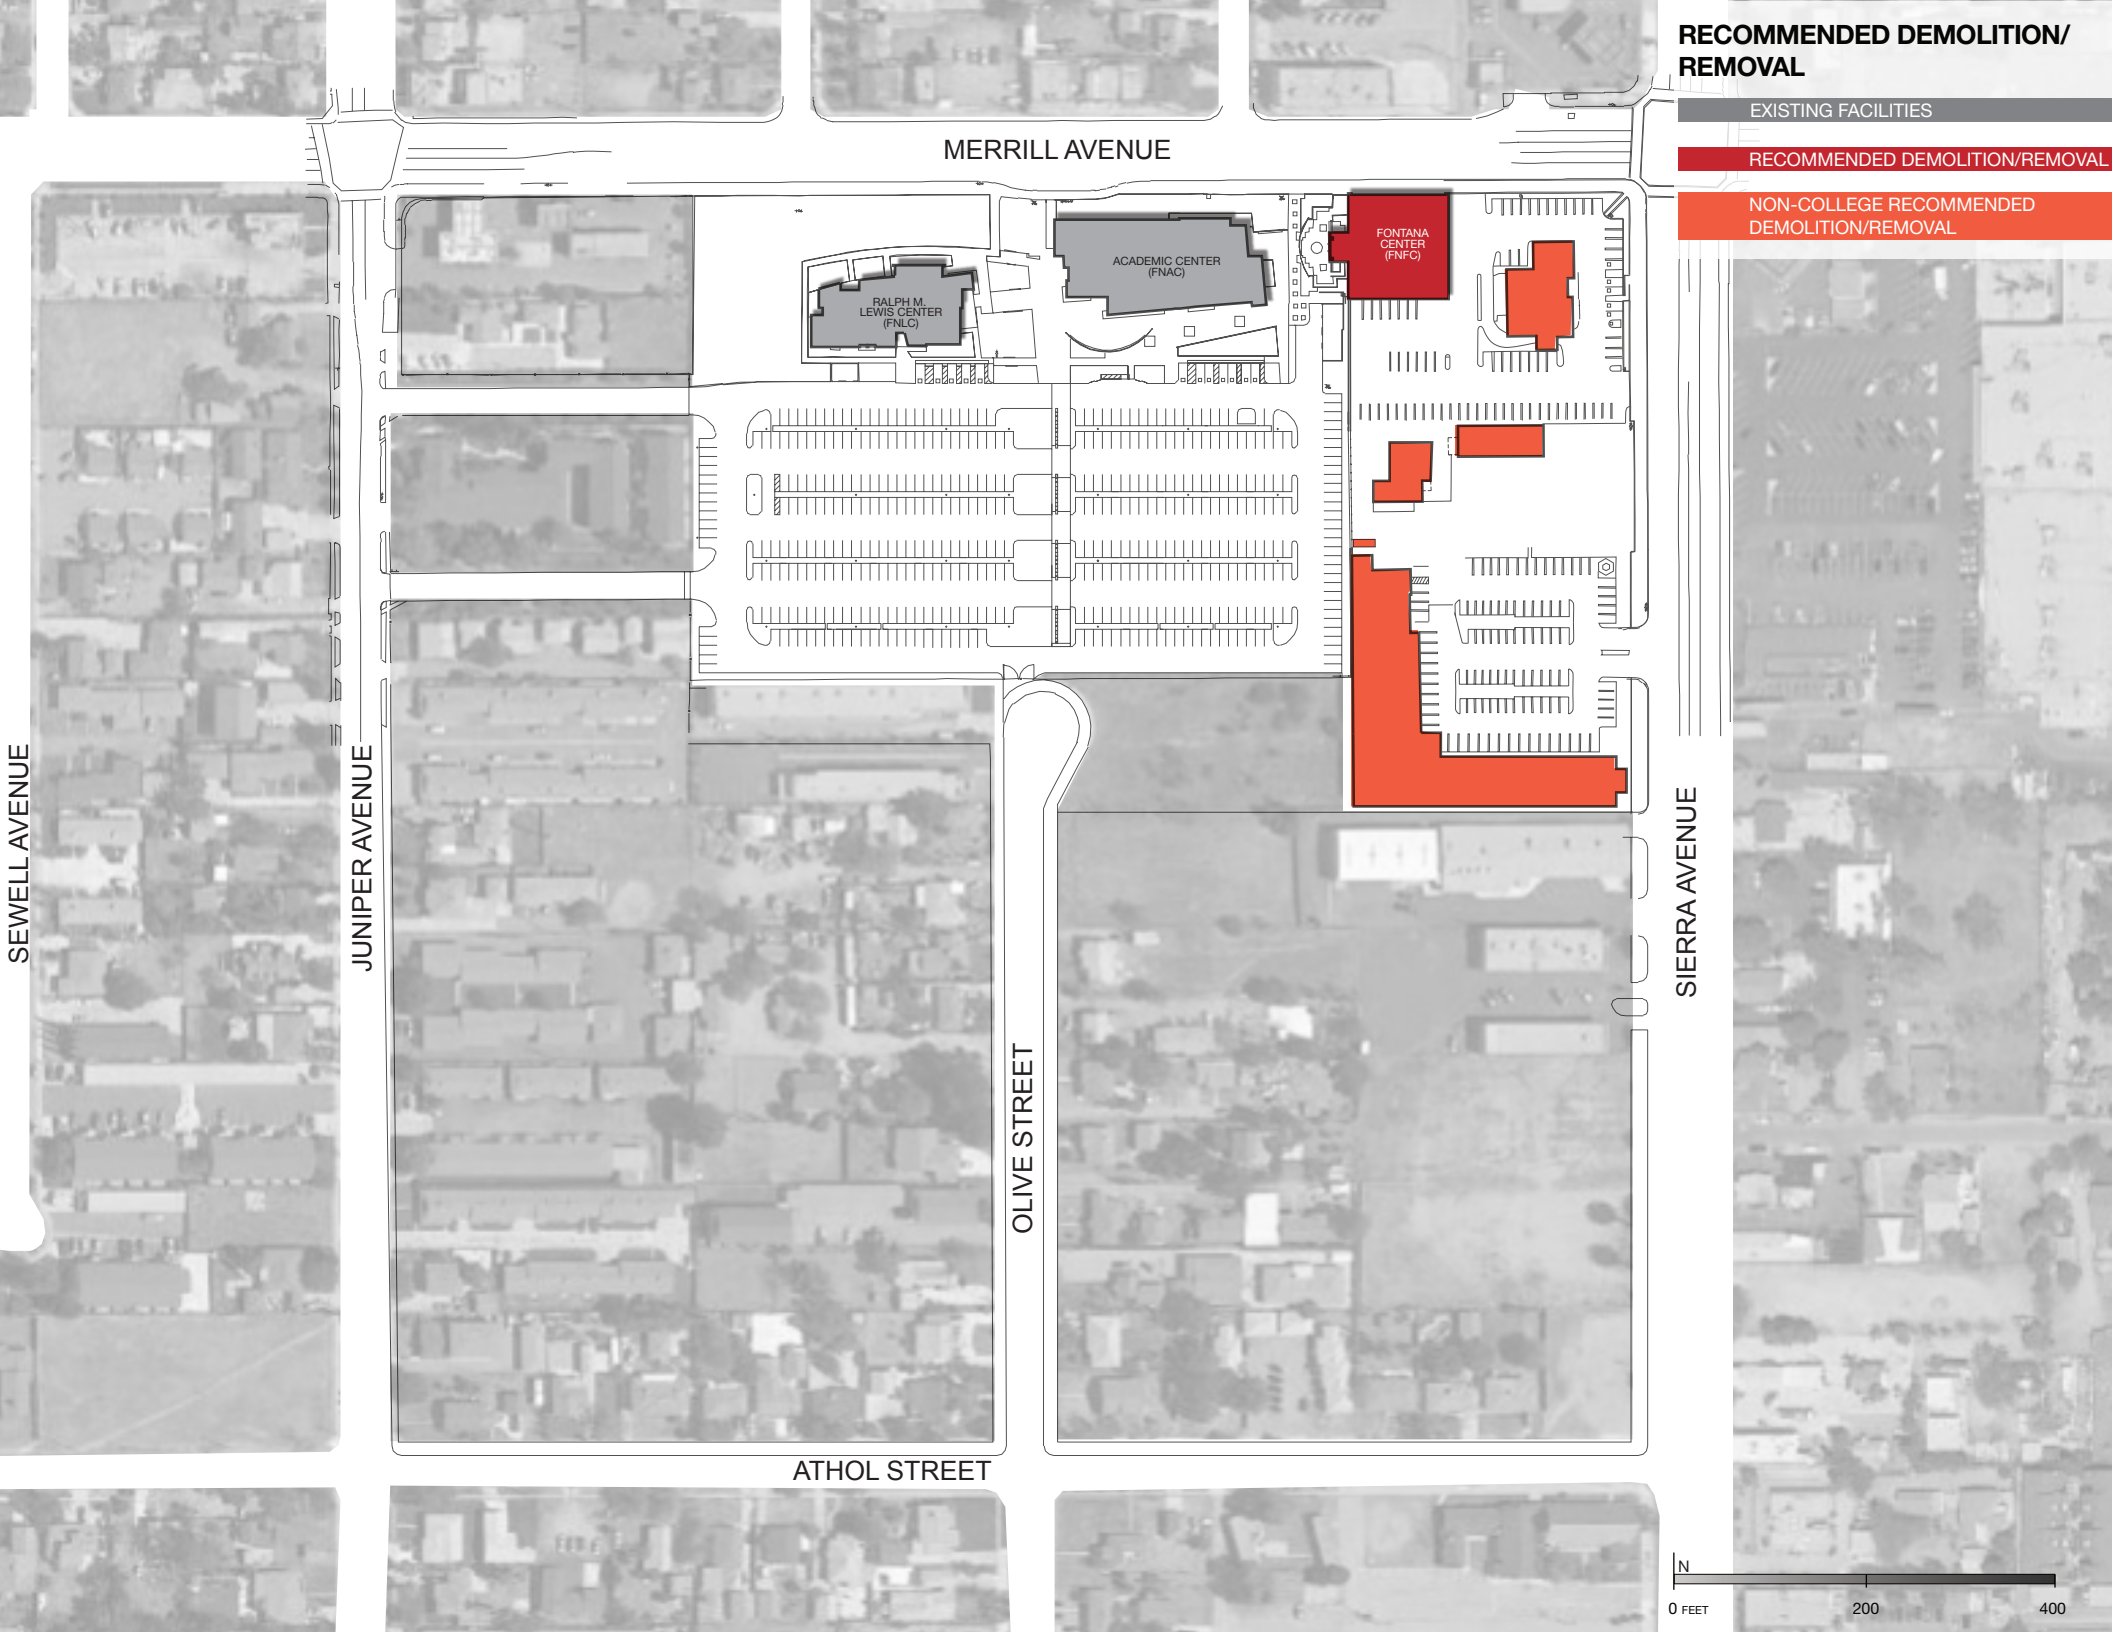 RECOMMENDED DEMOLITION/
REMOVAL
EXISTING FACILITIES
RECOMMENDED DEMOLITION/REMOVAL
NON-COLLEGE RECOMMENDED
DEMOLITION/REMOVAL
MERRILL AVENUE
FONTANA
CENTER
(FNFC)
ACADEMIC CENTER
(FNAC)
RALPH M.
LEWIS CENTER
(FNLC)
SEWELL AVENUE
JUNIPER AVENUE
OLIVE STREET
SIERRA AVENUE
ATHOL STREET
N
0 FEET
200
400